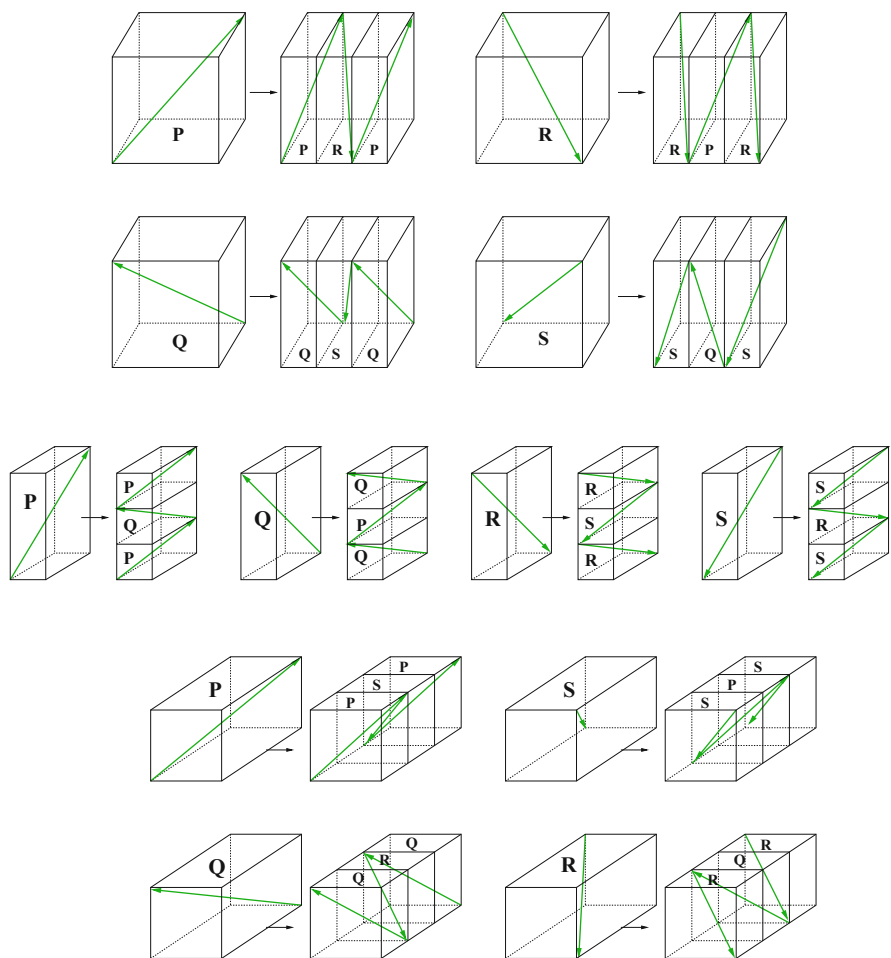 P P R P R R P R
Q Q S Q S S Q S
P P Q P Q Q P Q R R S R S S R S
P P S P S S P S
Q Q R Q R R Q R